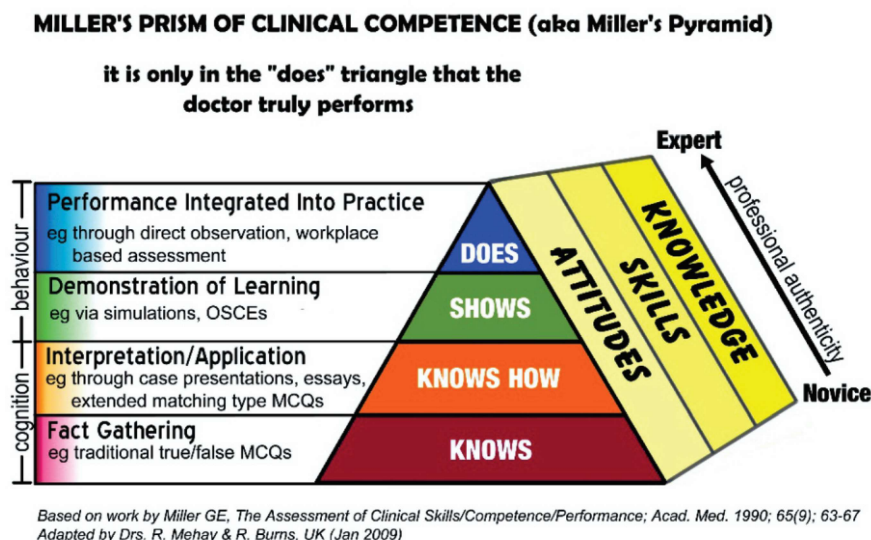 MILLER'S PRISM OF CLINICAL COMPETENCE (aka Miller's Pyramid)
it is only in the "does" triangle that the
doctor truly performs
Expert
professional authenticity
Novice
behaviour
cognition
Performance Integrated Into Practice
eg through direct observation, workplace
based assessment
DOES
Demonstration of Learning
eg via simulations, OSCEs
SHOWS
Interpretation/Application
eg through case presentations, essays,
extended matching type MCQs
KNOWS HOW
Fact Gathering
eg traditional true/false MCQs
KNOWS
ATTITUDES
SKILLS
KNOWLEDGE
Based on work by Miller GE, The Assessment of Clinical Skills/Competence/Performance; Acad. Med. 1990; 65(9); 63-67
Adapted by Drs. R. Mehay & R. Burns, UK (Jan 2009)